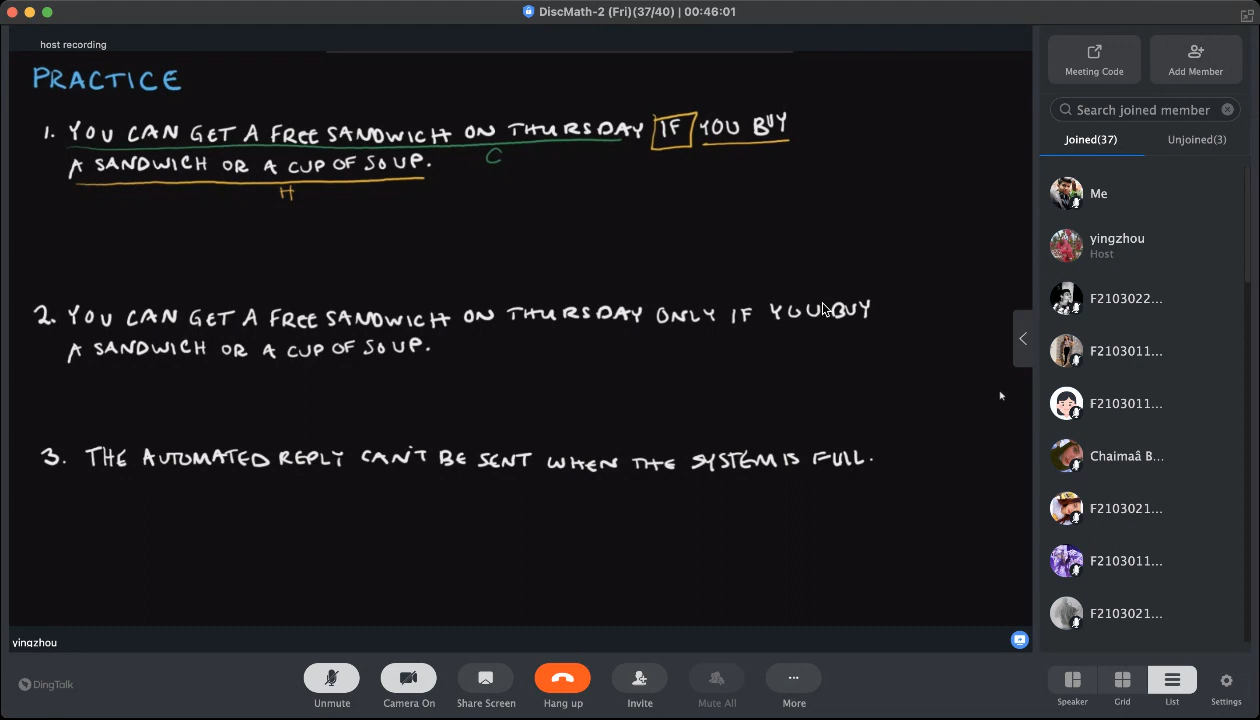 DiscMath-2 (Fri)(37/40) | 00:46:01
host recording
PRACTICE
1. YOU CAN GET A FREE SANDWICH ON THURSDAY IF YOU BUY
A SANDWICH OR A CUP OF SOUP.
C
H
2. YOU CAN GET A FREE SANDWICH ON THURSDAY ONLY IF YOU BUY
A SANDWICH OR A CUP OF SOUP.
3. THE AUTOMATED REPLY CAN'T BE SENT WHEN THE SYSTEM IS FULL.
yingzhou
Meeting Code
Add Member
Search joined member
Joined(37)
Unjoined(3)
Me
yingzhou
Host
F2103022...
F2103011...
F2103011...
Chaimaâ B...
F2103021...
F2103011...
F2103021...
DingTalk
Unmute
Camera On
Share Screen
Hang up
Invite
Mute All
More
Speaker
Grid
List
Settings